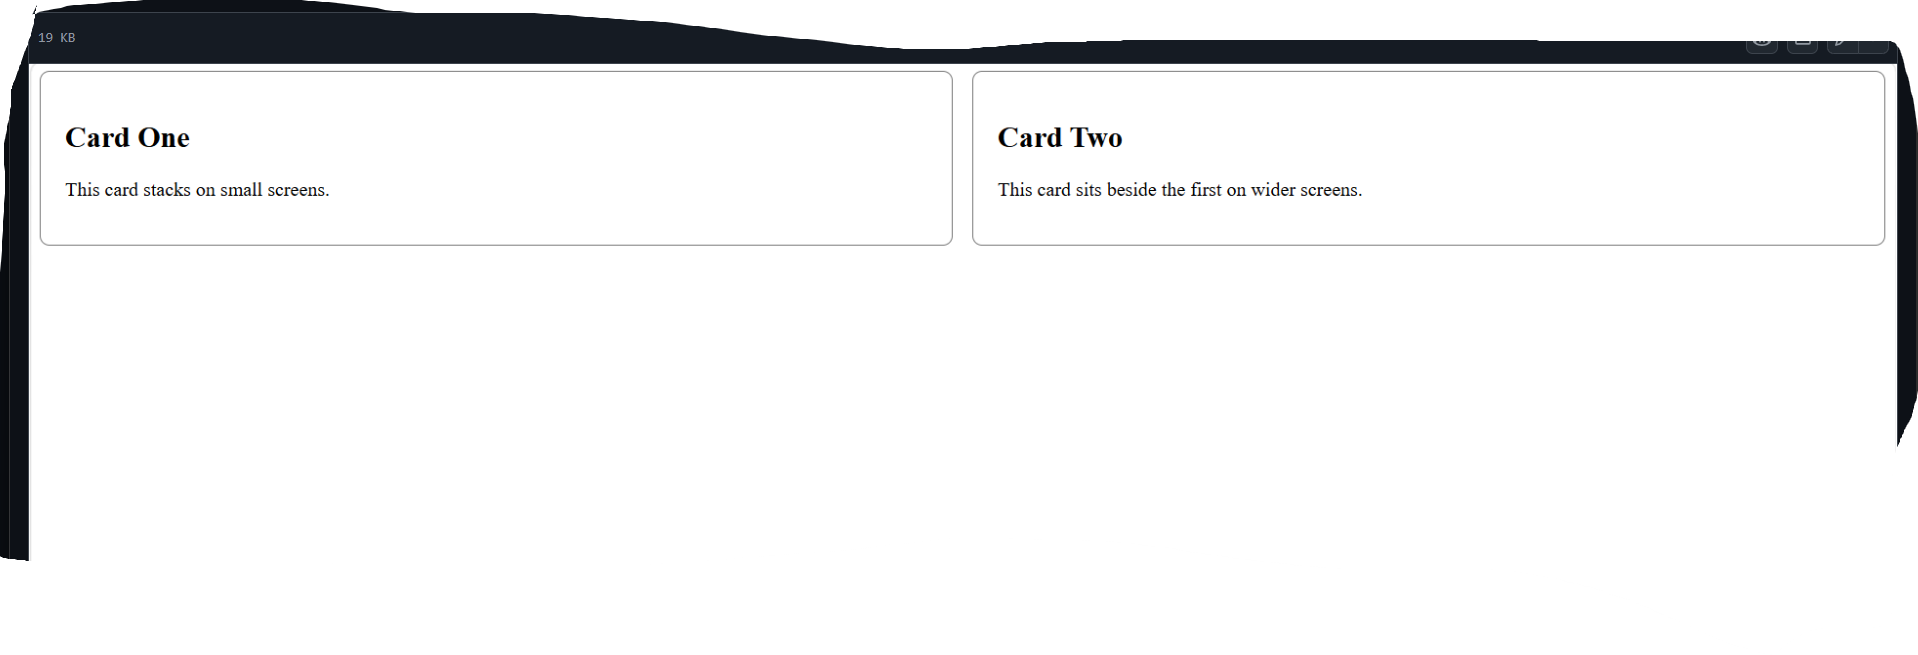 19 KB
Card One
This card stacks on small screens.
Card Two
This card sits beside the first on wider screens.